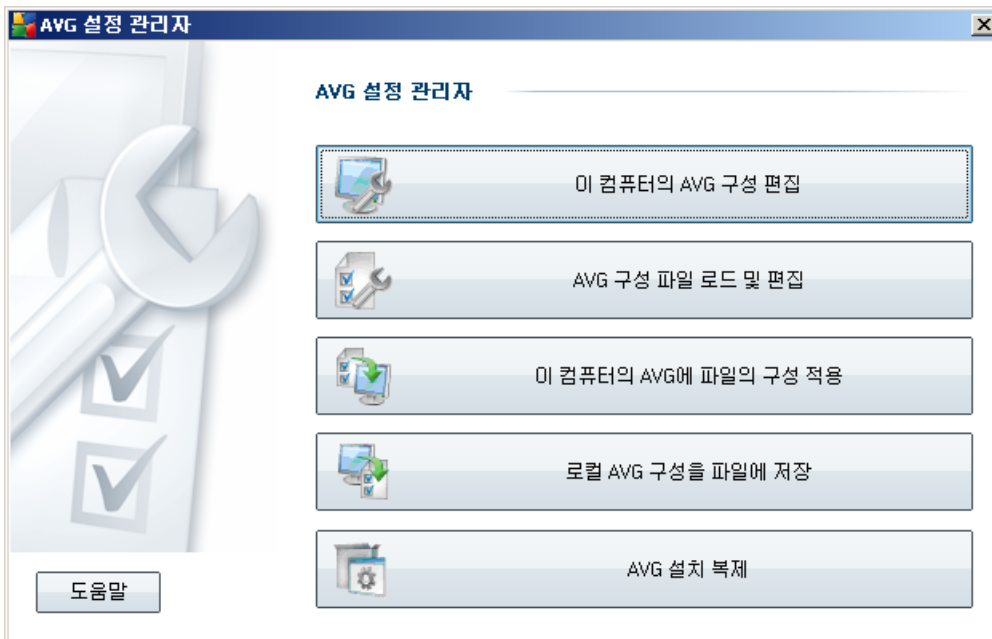 AVG 설정 관리자
AVG 설정 관리자
이 컴퓨터의 AVG 구성 편집
AVG 구성 파일 로드 및 편집
이 컴퓨터의 AVG에 파일의 구성 적용
로컬 AVG 구성을 파일에 저장
AVG 설치 복제
도움말